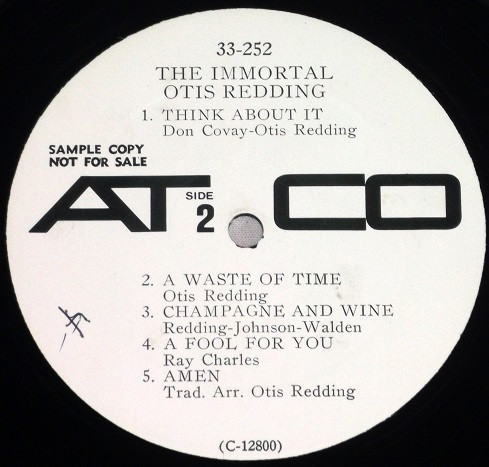 33-252
THE IMMORTAL
OTIS REDDING
1. THINK ABOUT IT
Don Covay-Otis Redding
SAMPLE COPY
NOT FOR SALE
ATCO
SIDE
2
2. A WASTE OF TIME
Otis Redding
3. CHAMPAGNE AND WINE
Redding-Johnson-Walden
4. A FOOL FOR YOU
Ray Charles
5. AMEN
Trad. Arr. Otis Redding
(C-12800)